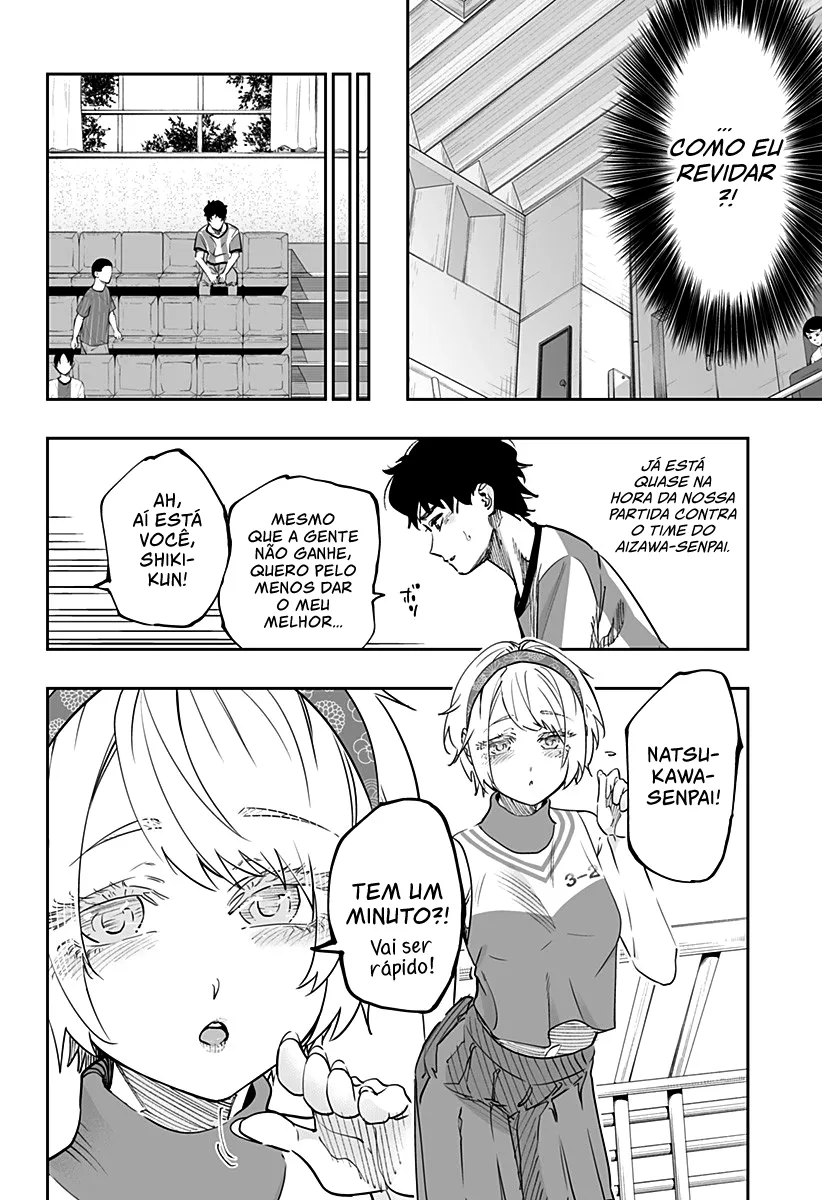 ...
COMO EU
REVIDAR
?!
JÁ ESTÁ
QUASE NA
HORA DA NOSSA
PARTIDA CONTRA
O TIME DO
AIZAWA-SENPAI.
MESMO
QUE A GENTE
NÃO GANHE,
QUERO PELO
MENOS DAR
O MEU
MELHOR...
ボソ
AH,
AÍ ESTÁ
VOCÊ,
SHIKI-
KUN!
NATSU-
KAWA-
SENPAI!
3-2
TEM UM
MINUTO?!
Vai ser
rápido!